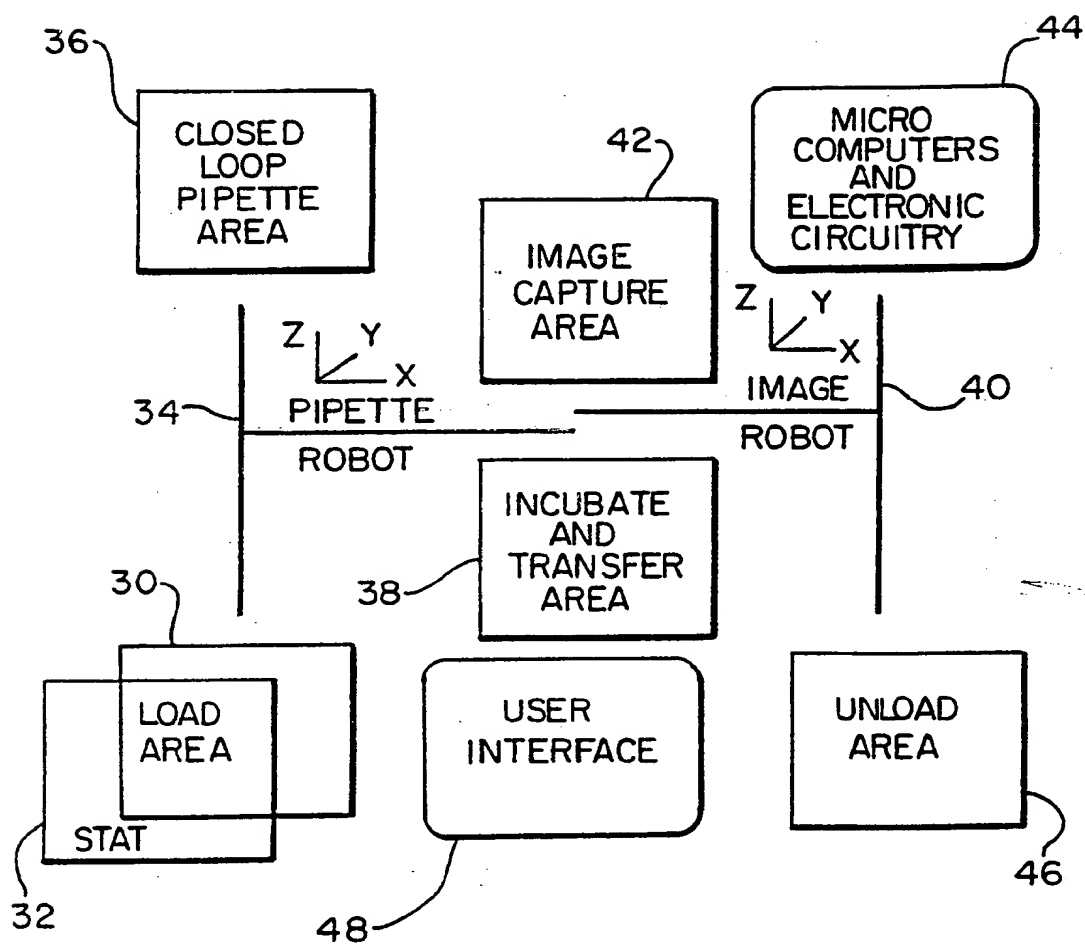 36
44
CLOSED
LOOP
PIPETTE
AREA
42
MICRO
COMPUTERS
AND
ELECTRONIC
CIRCUITRY
IMAGE
CAPTURE
AREA
Z Y X
Z Y X
34
PIPETTE
ROBOT
IMAGE
ROBOT
40
INCUBATE
AND
TRANSFER
AREA
38
30
LOAD
AREA
STAT
32
USER
INTERFACE
48
UNLOAD
AREA
46